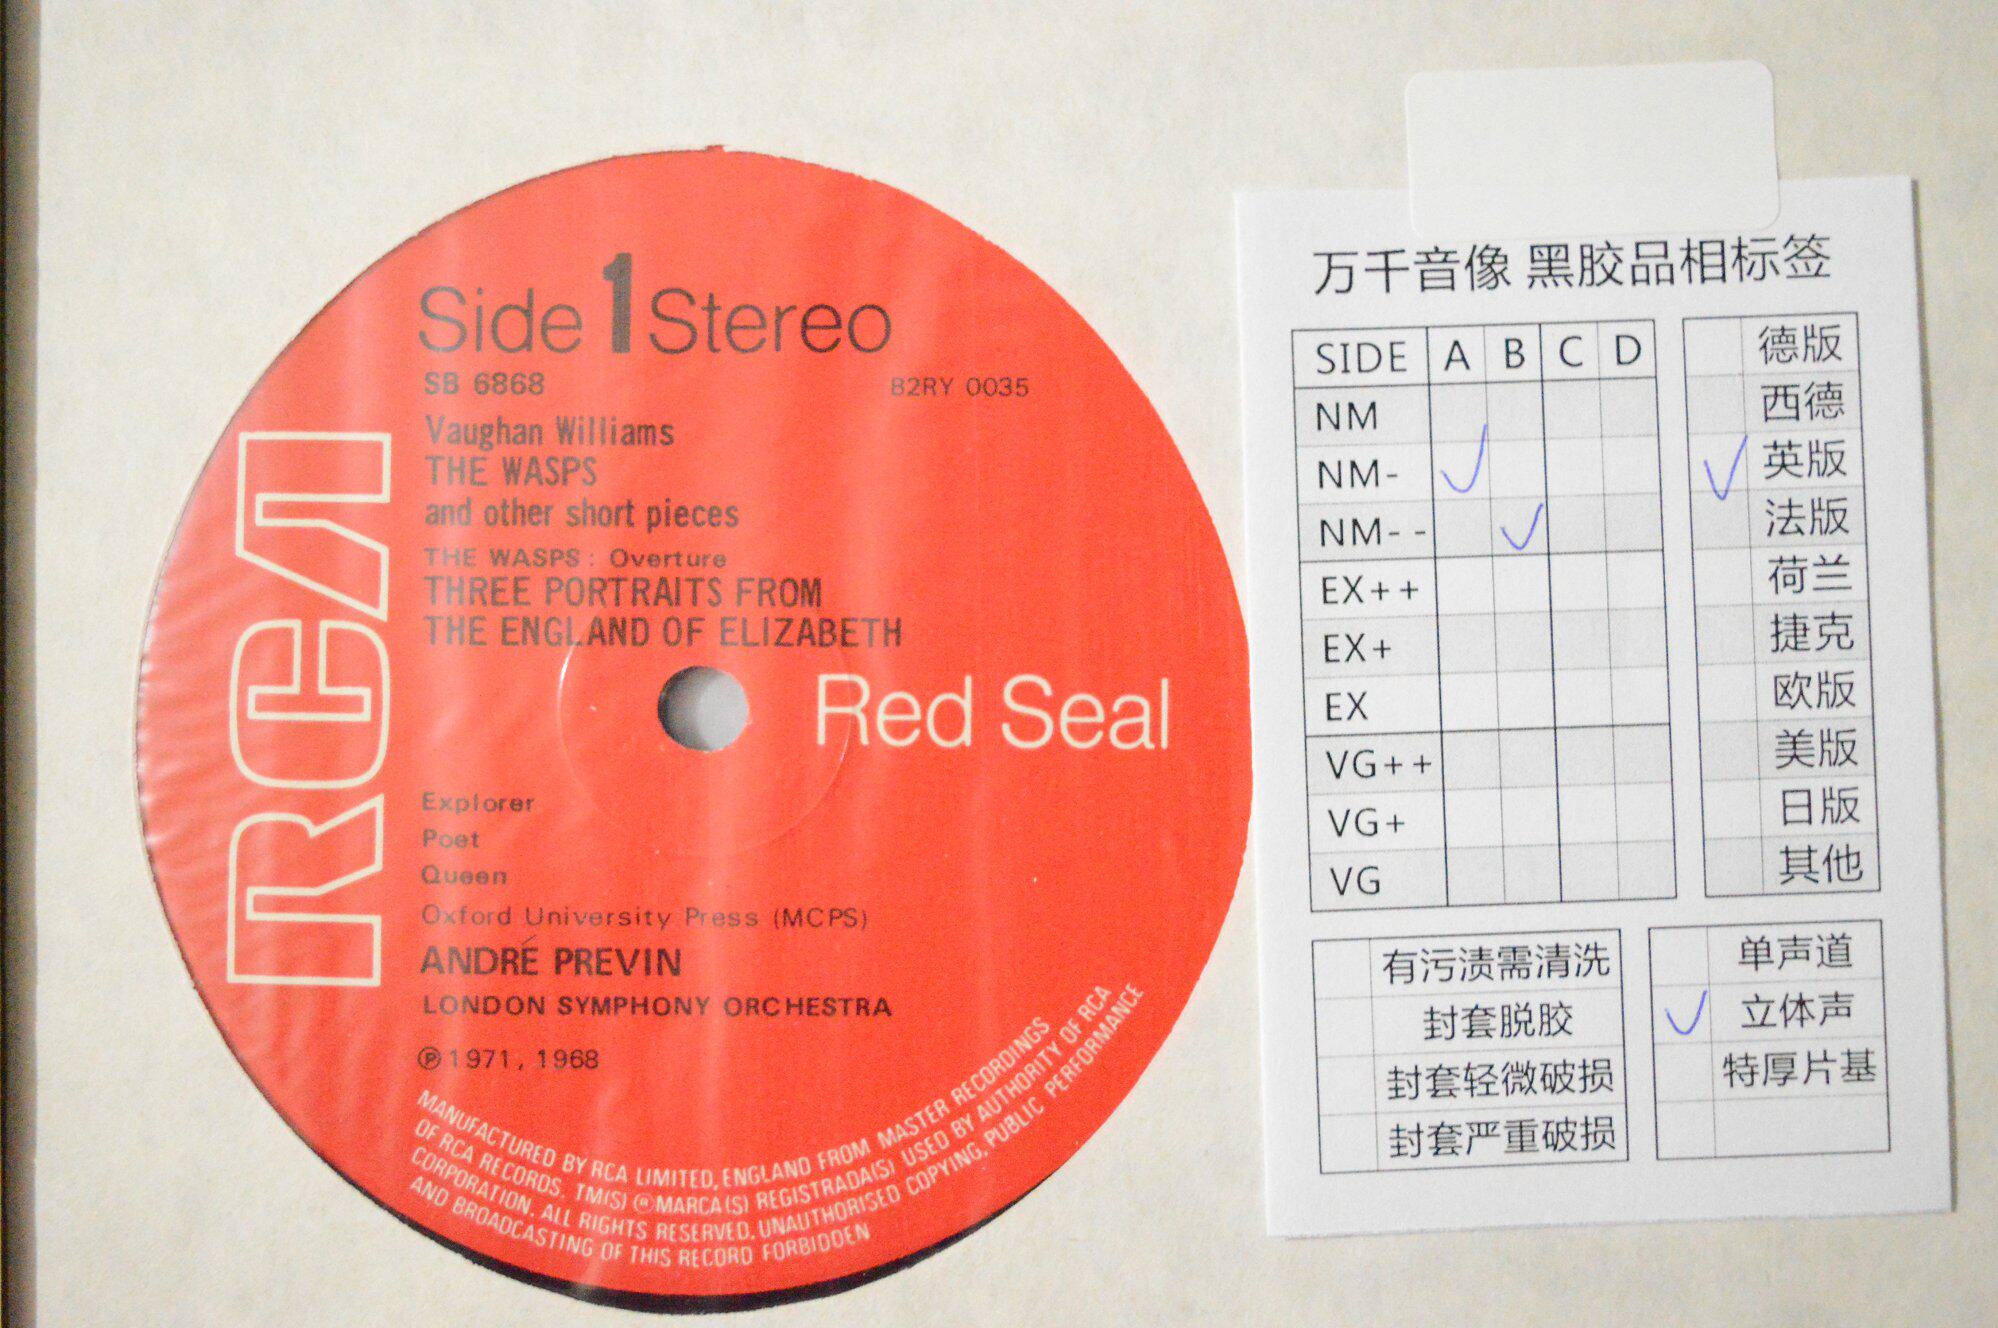 RCA
Side 1 Stereo
SB 6868 B2RY 0035
Vaughan Williams
THE WASPS
and other short pieces
THE WASPS : Overture
THREE PORTRAITS FROM
THE ENGLAND OF ELIZABETH
Red Seal
Explorer
Poet
Queen
Oxford University Press (MCPS)
ANDRÉ PREVIN
LONDON SYMPHONY ORCHESTRA
℗ 1971, 1968
MANUFACTURED BY RCA LIMITED, ENGLAND FROM MASTER RECORDINGS
OF RCA RECORDS. TM(S) ® MARCA(S) REGISTRADA(S) USED BY AUTHORITY OF RCA
CORPORATION. ALL RIGHTS RESERVED. UNAUTHORISED COPYING, PUBLIC PERFORMANCE
AND BROADCASTING OF THIS RECORD FORBIDDEN
万千音像 黑胶品相标签
SIDE A B C D
NM
NM-
NM--
EX++
EX+
EX
VG++
VG+
VG
德版
西德
英版
法版
荷兰
捷克
欧版
美版
日版
其他
有污渍需清洗
封套脱胶
封套轻微破损
封套严重破损
单声道
立体声
特厚片基